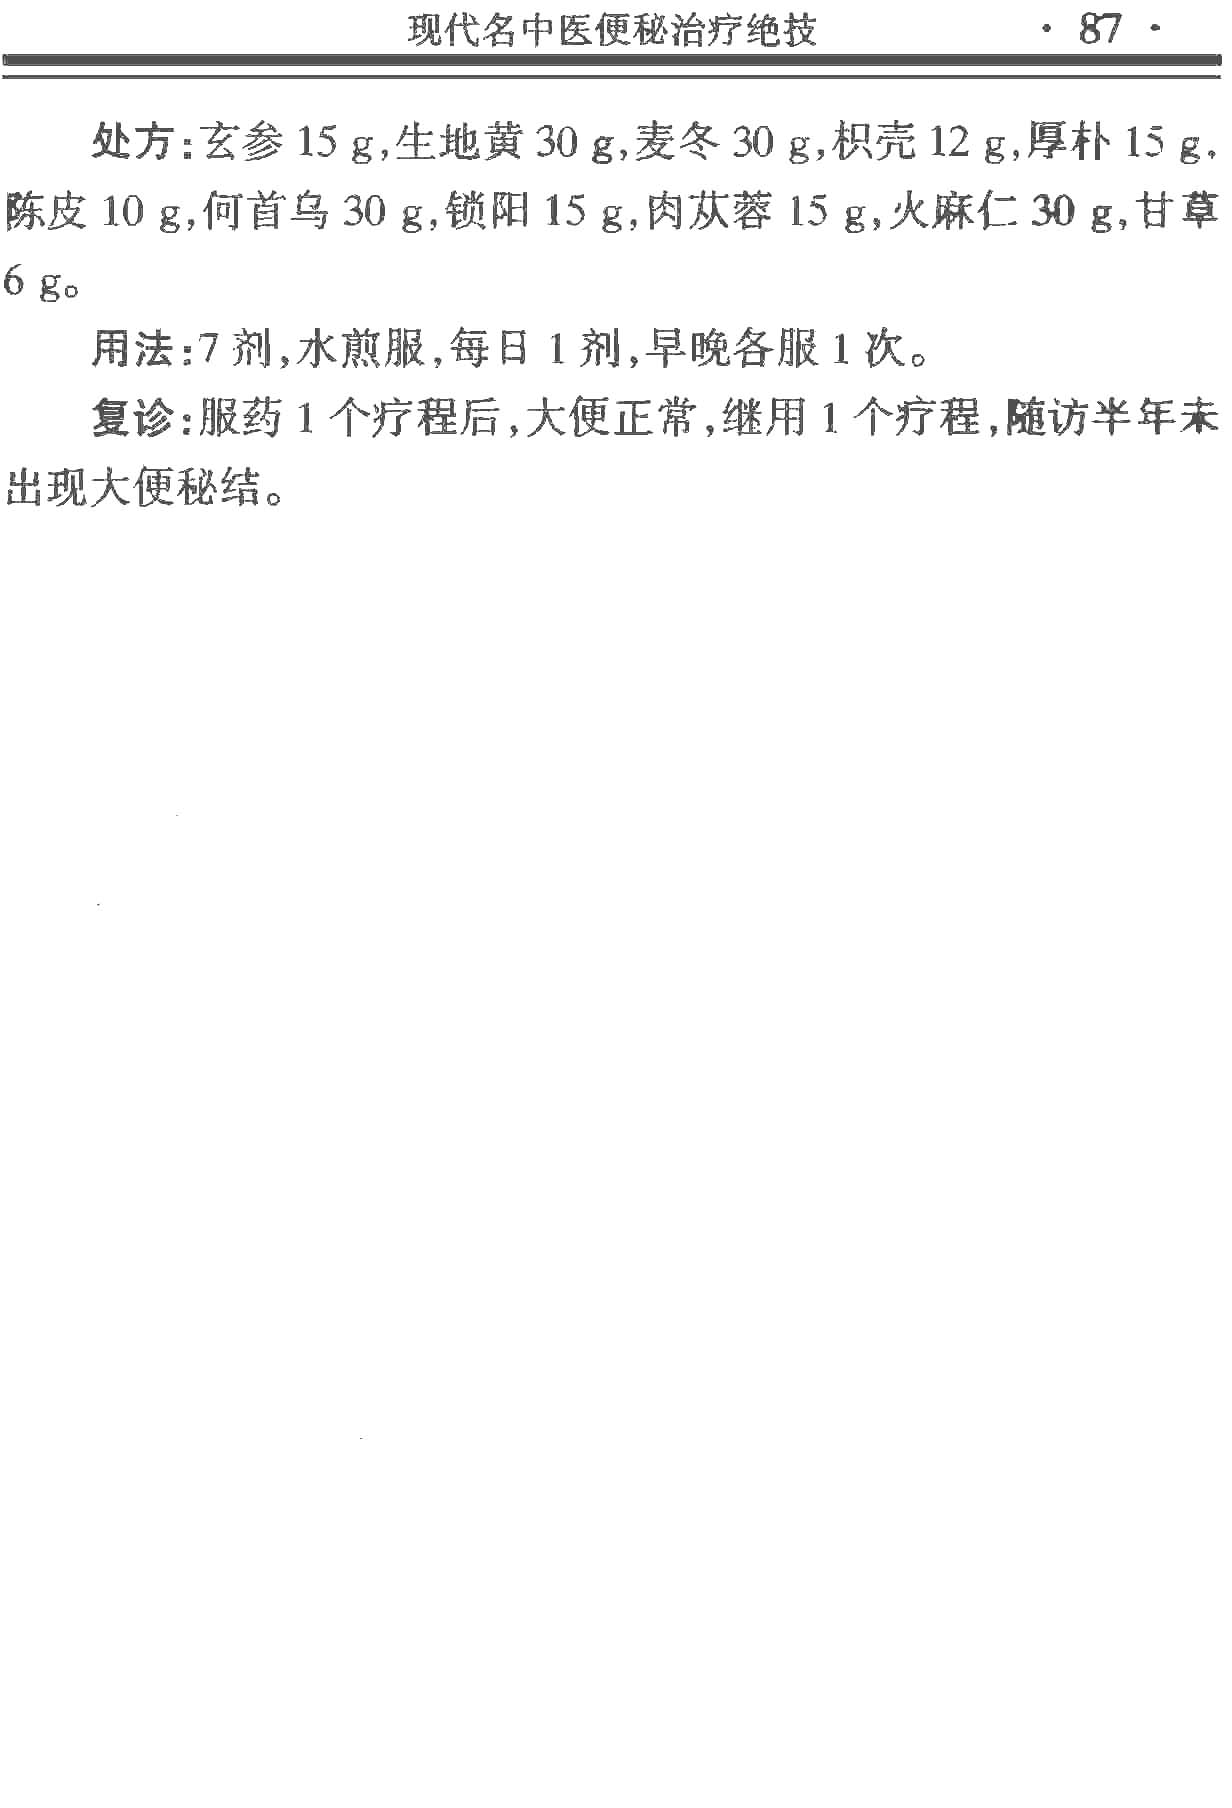 现代名中医便秘治疗绝技 · 87 ·
处方:玄参 15 g,生地黄 30 g,麦冬 30 g,枳壳 12 g,厚朴 15 g,
陈皮 10 g,何首乌 30 g,锁阳 15 g,肉苁蓉 15 g,火麻仁 30 g,甘草
6 g。
用法:7 剂,水煎服,每日 1 剂,早晚各服 1 次。
复诊:服药 1 个疗程后,大便正常,继用 1 个疗程,随访半年未
出现大便秘结。